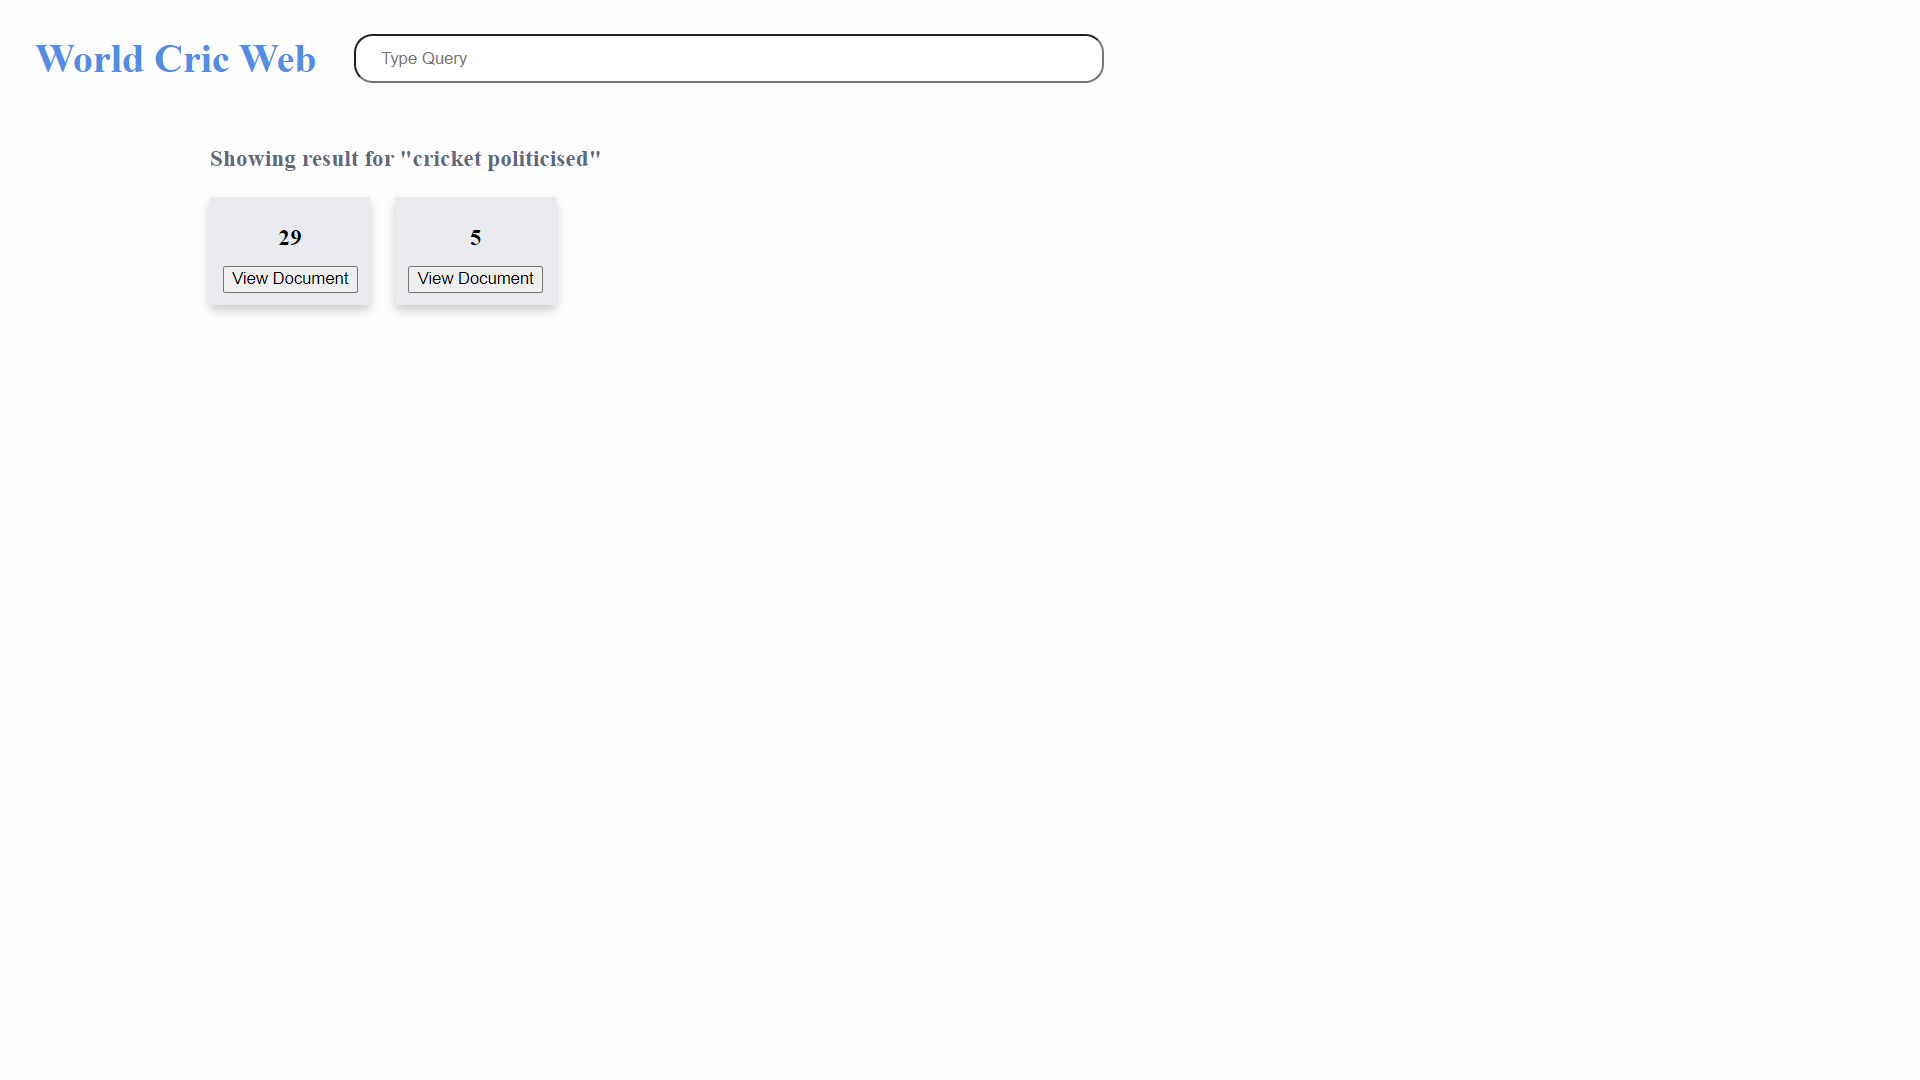 World Cric Web
Type Query
Showing result for "cricket politicised"
29
View Document
5
View Document